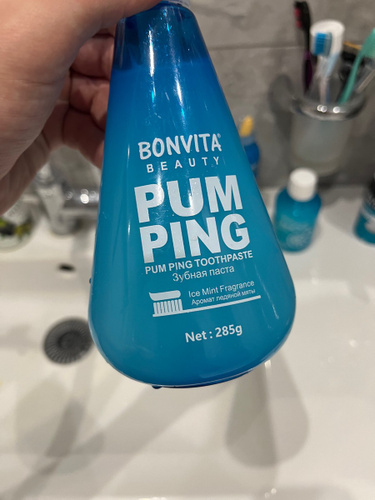 BONVITA®
BEAUTY
PUM
PING
PUM PING TOOTHPASTE
Зубная паста
Ice Mint Fragrance
Аромат ледяной мяты
Net : 285g